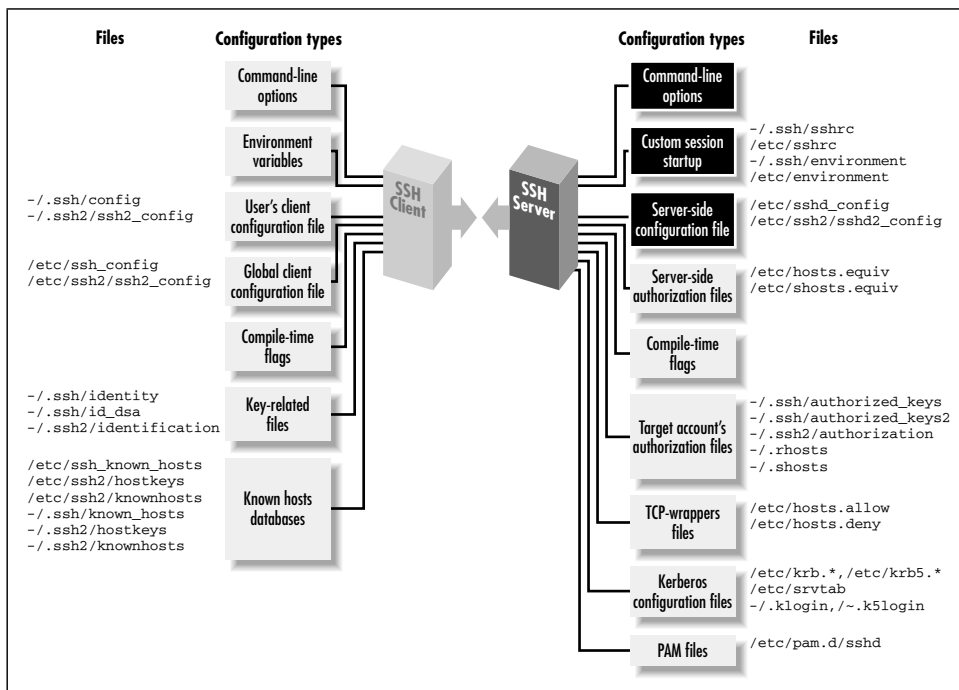 Files
Configuration types
Command-line
options
Environment
variables
-/.ssh/config
-/.ssh2/ssh2_config
User's client
configuration file
/etc/ssh_config
/etc/ssh2/ssh2_config
Global client
configuration file
Compile-time
flags
-/.ssh/identity
-/.ssh/id_dsa
-/.ssh2/identification
Key-related
files
/etc/ssh_known_hosts
/etc/ssh2/hostkeys
/etc/ssh2/knownhosts
-/.ssh/known_hosts
-/.ssh2/hostkeys
-/.ssh2/knownhosts
Known hosts
databases
SSH
Client
SSH
Server
Configuration types
Files
Command-line
options
Custom session
startup
-/.ssh/sshrc
/etc/sshrc
-/.ssh/environment
/etc/environment
Server-side
configuration file
/etc/sshd_config
/etc/ssh2/sshd2_config
Server-side
authorization files
/etc/hosts.equiv
/etc/shosts.equiv
Compile-time
flags
Target account's
authorization files
-/.ssh/authorized_keys
-/.ssh/authorized_keys2
-/.ssh2/authorization
-/.rhosts
-/.shosts
TCP-wrappers
files
/etc/hosts.allow
/etc/hosts.deny
Kerberos
configuration files
/etc/krb.*,/etc/krb5.*
/etc/srvtab
-/.klogin,/~.k5login
PAM files
/etc/pam.d/sshd